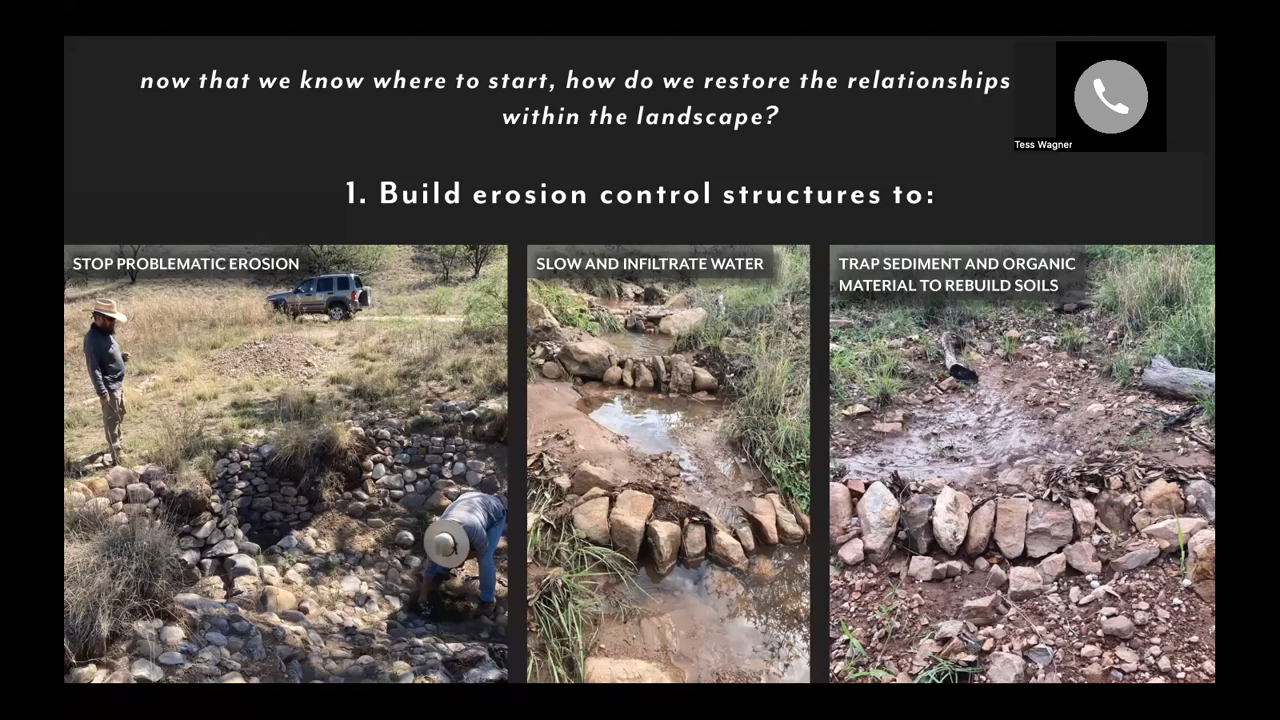 now that we know where to start, how do we restore the relationships
within the landscape?
Tess Wagner
1. Build erosion control structures to:
STOP PROBLEMATIC EROSION
SLOW AND INFILTRATE WATER
TRAP SEDIMENT AND ORGANIC
MATERIAL TO REBUILD SOILS